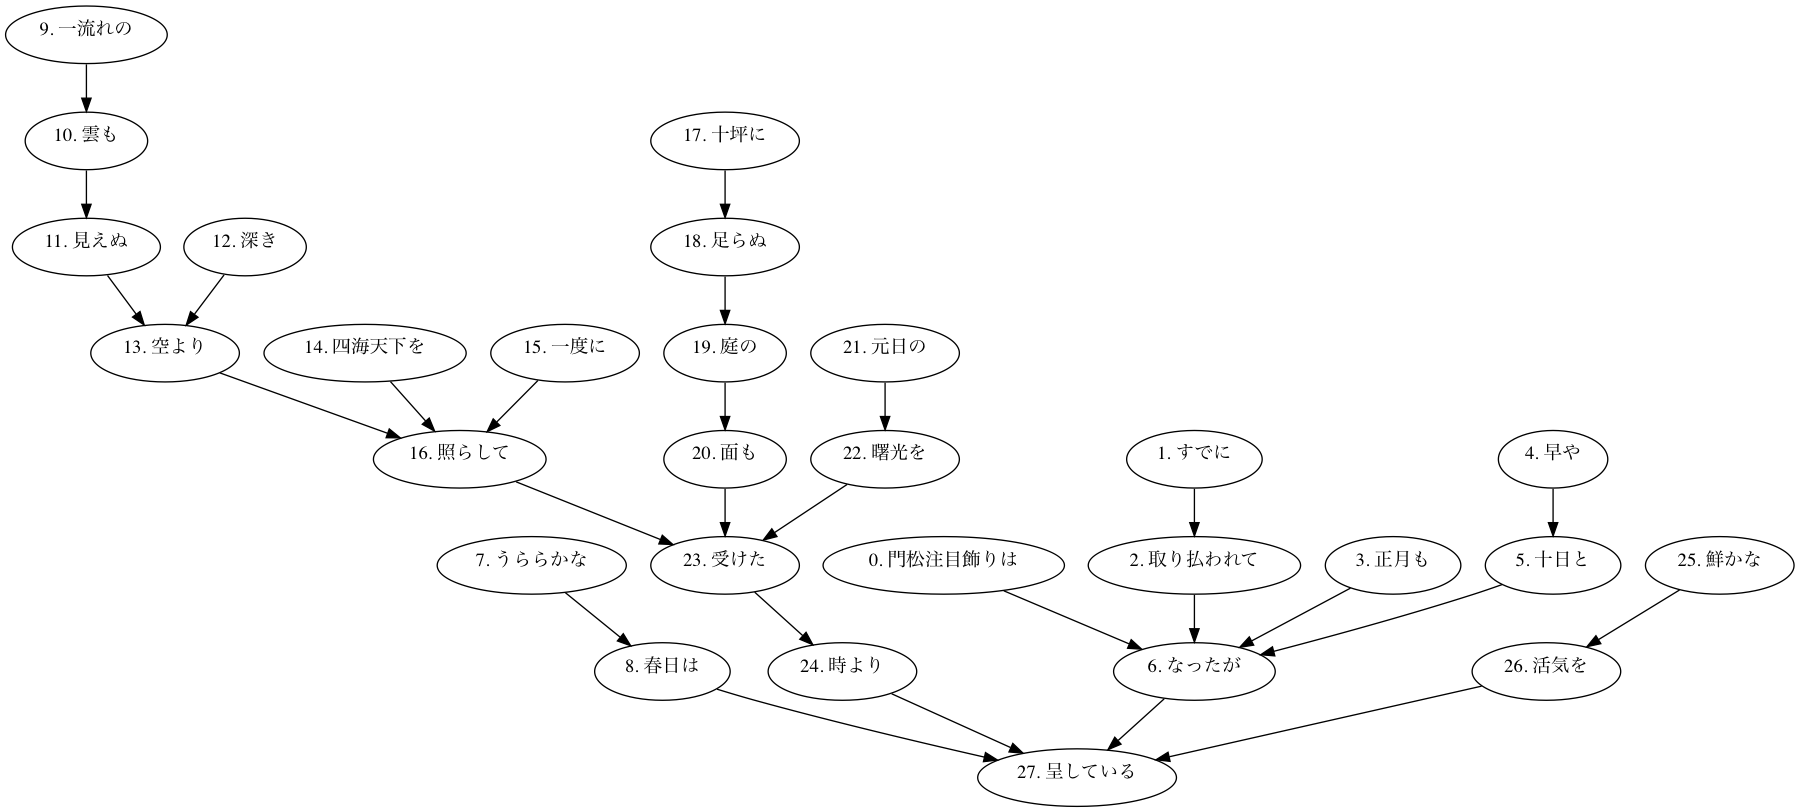 9. 一流れの
10. 雲も
17. 十坪に
11. 見えぬ
12. 深き
18. 足らぬ
13. 空より
14. 四海天下を
15. 一度に
19. 庭の
21. 元日の
16. 照らして
20. 面も
22. 曙光を
1. すでに
4. 早や
7. うららかな
23. 受けた
0. 門松注目飾りは
2. 取り払われて
3. 正月も
5. 十日と
25. 鮮かな
8. 春日は
24. 時より
6. なったが
26. 活気を
27. 呈している